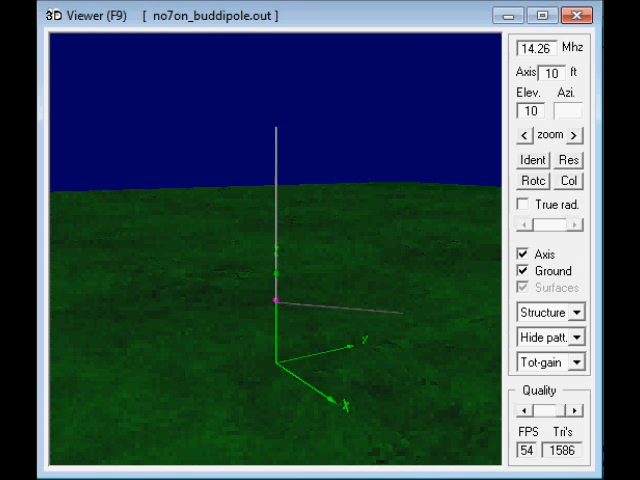 3D Viewer (F9) [ no7on_buddipole.out ]
14.26 Mhz
Axis 10 ft
Elev. Azi.
10
< zoom >
Ident Res
Rotc Col
True rad.
Axis
Ground
Surfaces
Structure
Hide patt.
Tot-gain
Quality
FPS Tri's
54 1586
Z
Y
X